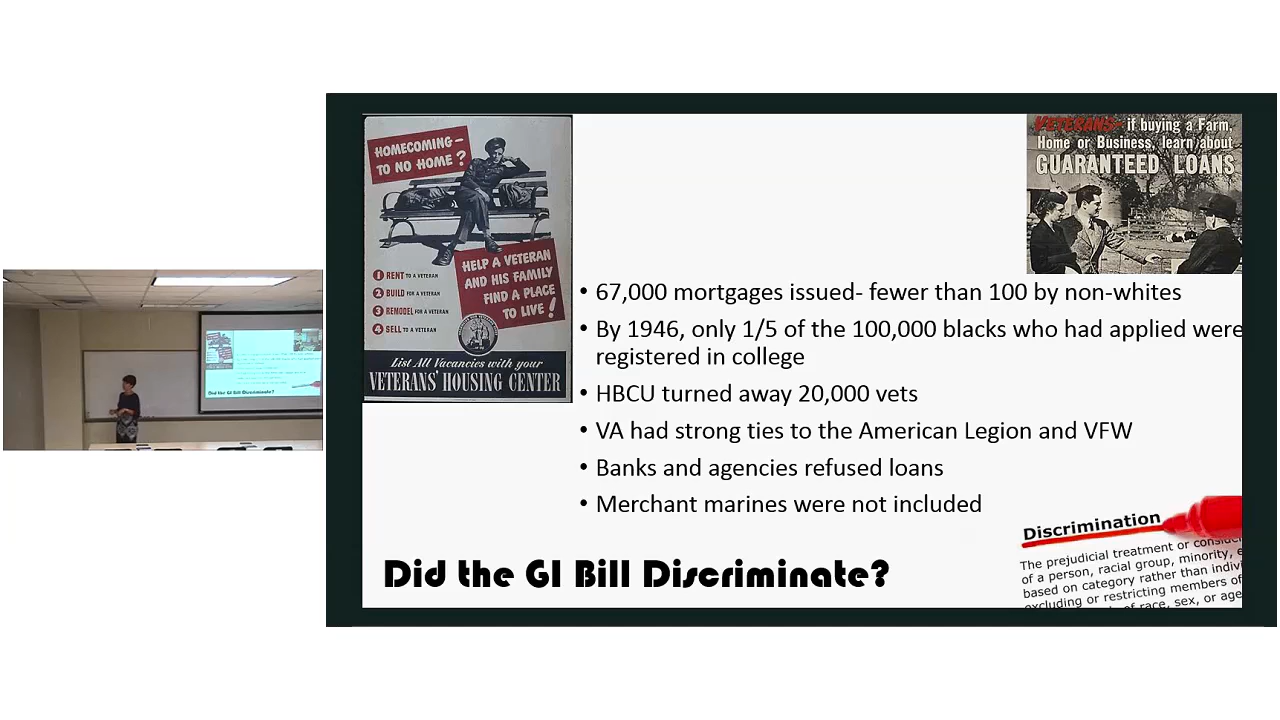 HOMECOMING-
TO NO HOME?
HELP A VETERAN
AND HIS FAMILY
FIND A PLACE
TO LIVE!
1 RENT TO A VETERAN
2 BUILD FOR A VETERAN
3 REMODEL FOR A VETERAN
4 SELL TO A VETERAN
List All Vacancies with your
VETERANS' HOUSING CENTER
VETERANS- if buying a Farm,
Home or Business, learn about
GUARANTEED LOANS
• 67,000 mortgages issued- fewer than 100 by non-whites
• By 1946, only 1/5 of the 100,000 blacks who had applied were
registered in college
• HBCU turned away 20,000 vets
• VA had strong ties to the American Legion and VFW
• Banks and agencies refused loans
• Merchant marines were not included
Discrimination
The prejudicial treatment or
of a person, racial group, minority,
based on category rather than
excluding or restricting members of
of race, sex, or age
Did the GI Bill Discriminate?
Did the GI Bill Discriminate?